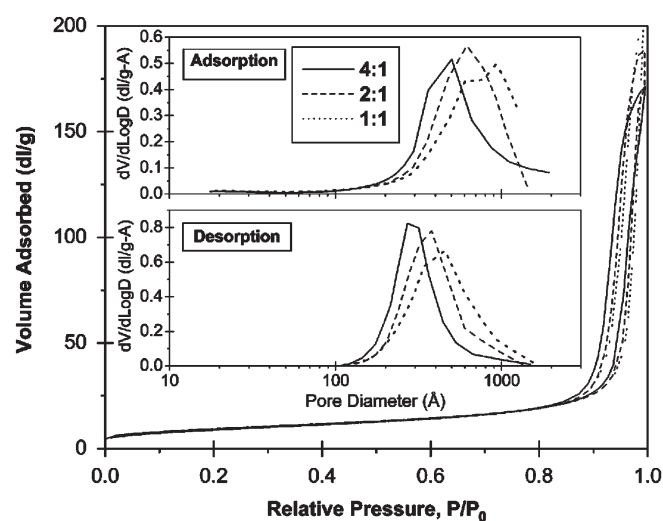 200
150
100
50
0
0.0 0.2 0.4 0.6 0.8 1.0
Volume Adsorbed (dl/g)
Relative Pressure, P/P₀
Adsorption
4:1
2:1
1:1
0.6
0.5
0.4
0.3
0.2
0.1
0.0
dV/dLogD (dl/g-A)
Desorption
0.8
0.6
0.4
0.2
0.0
dV/dLogD (dl/g-A)
10 100 1000
Pore Diameter (Å)